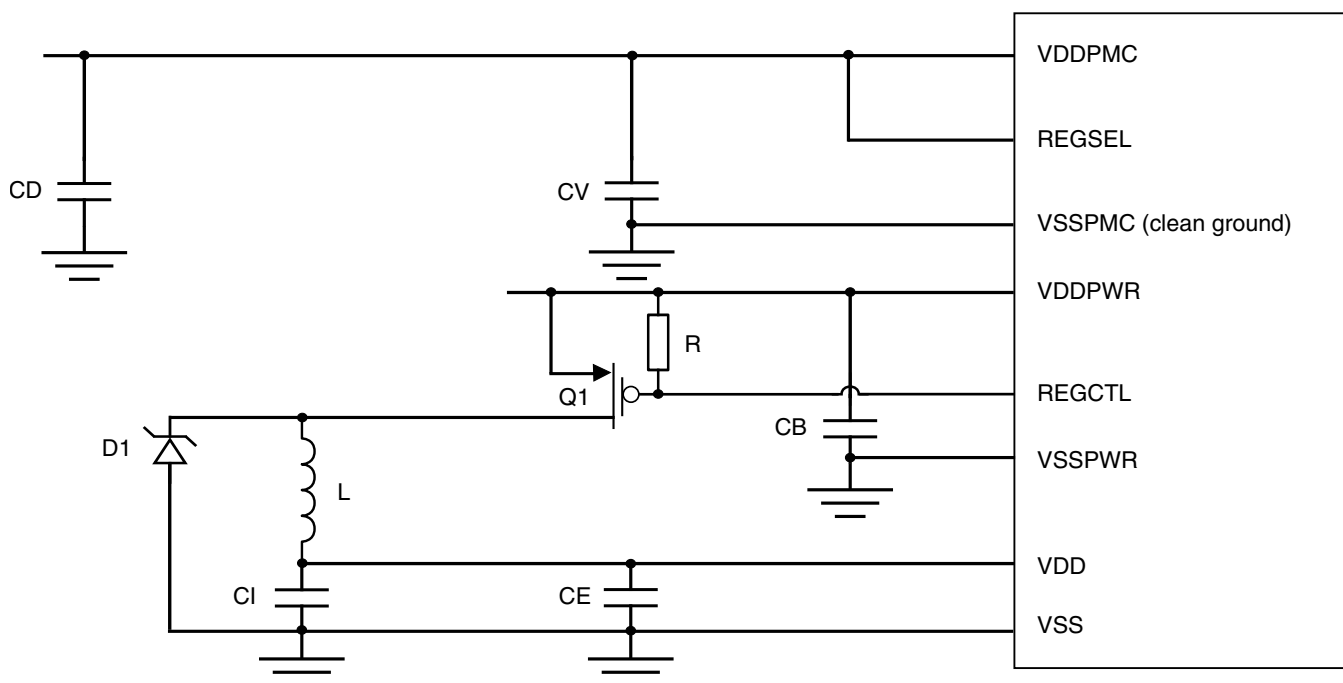 VDDPMC
REGSEL
CD
CV
VSSPMC (clean ground)
VDDPWR
R
Q1
REGCTL
CB
D1
VSSPWR
L
VDD
CI
CE
VSS